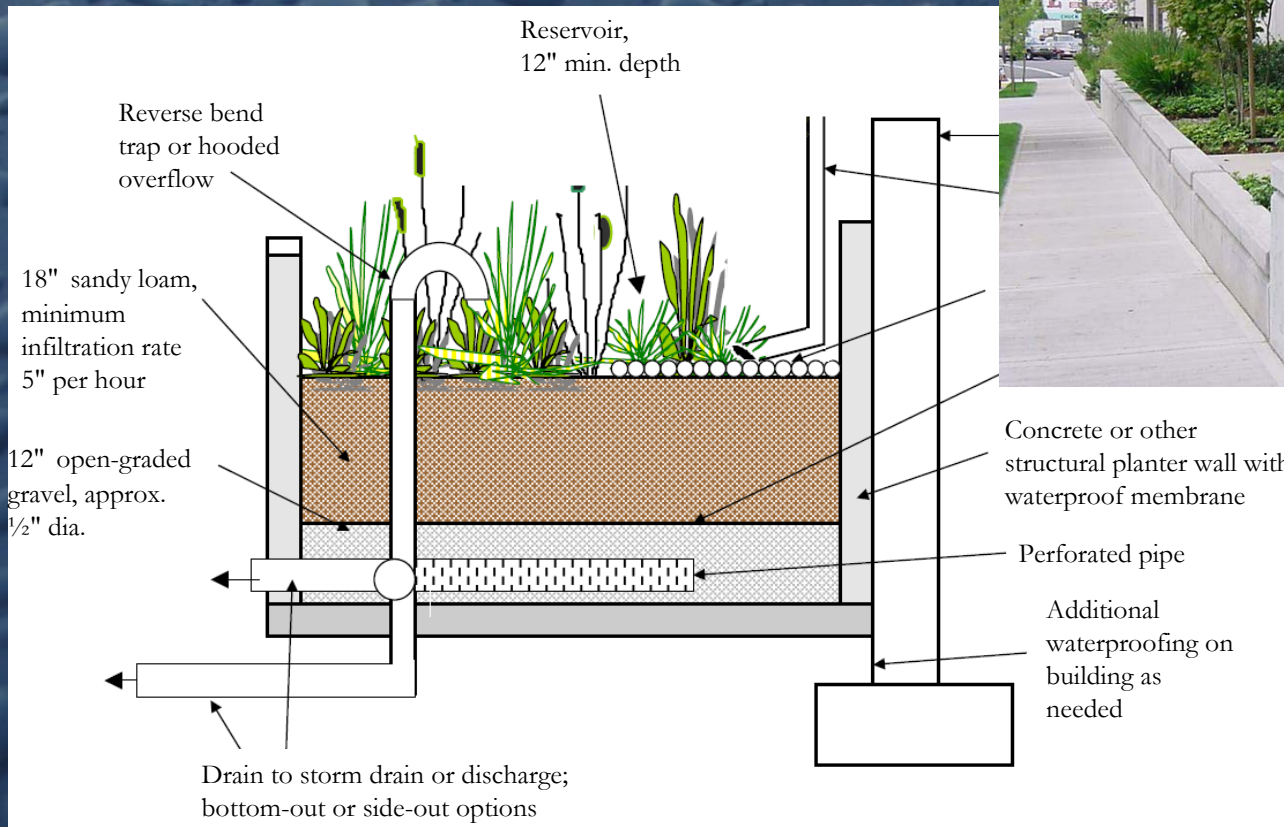 Reservoir,
12" min. depth
Reverse bend
trap or hooded
overflow
18" sandy loam,
minimum
infiltration rate
5" per hour
12" open-graded
gravel, approx.
½" dia.
Concrete or other
structural planter wall with
waterproof membrane
Perforated pipe
Additional
waterproofing on
building as
needed
Drain to storm drain or discharge;
bottom-out or side-out options